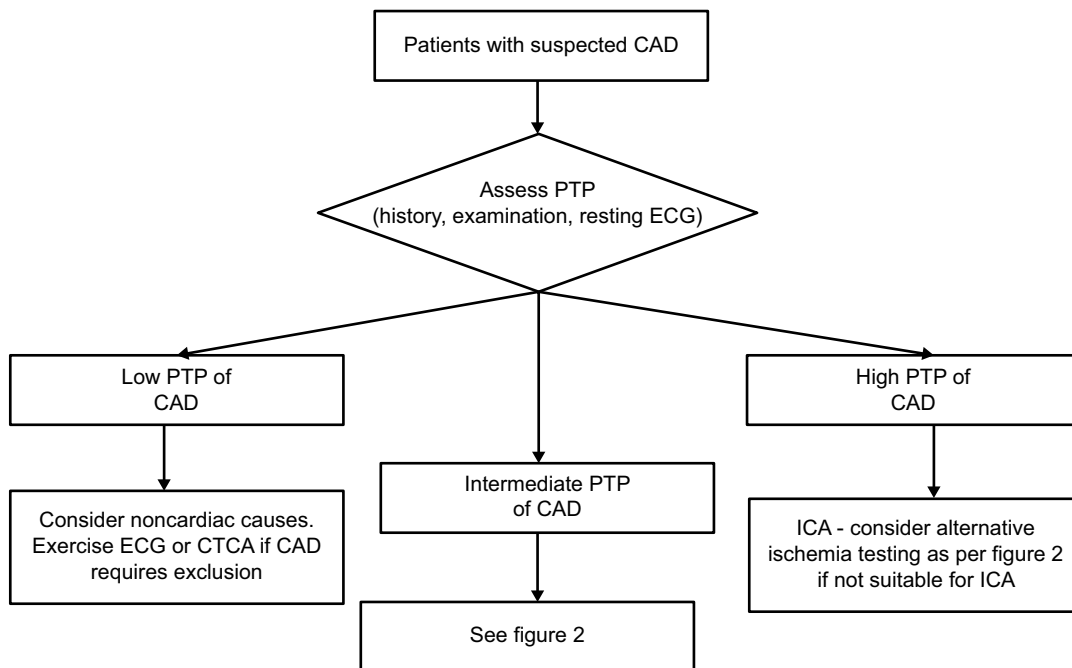 Patients with suspected CAD
Assess PTP
(history, examination, resting ECG)
Low PTP of
CAD
High PTP of
CAD
Intermediate PTP
of CAD
Consider noncardiac causes.
Exercise ECG or CTCA if CAD
requires exclusion
ICA - consider alternative
ischemia testing as per figure 2
if not suitable for ICA
See figure 2